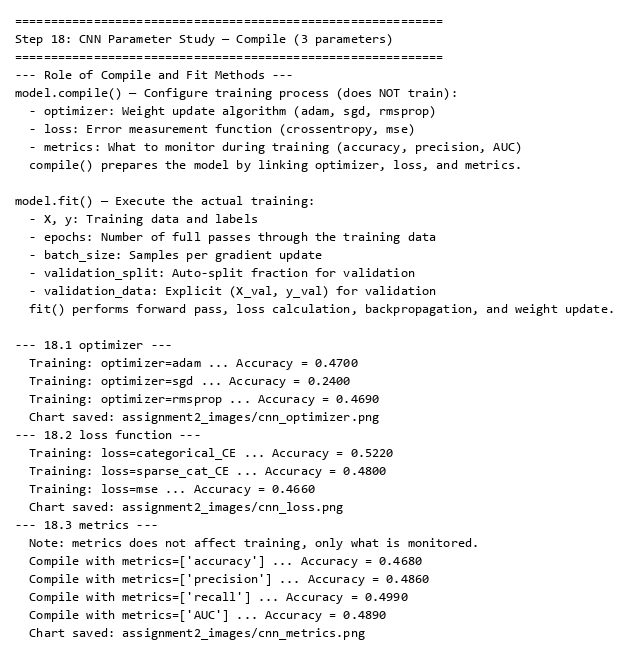 ============================================================
Step 18: CNN Parameter Study — Compile (3 parameters)
============================================================
--- Role of Compile and Fit Methods ---
model.compile() — Configure training process (does NOT train):
  - optimizer: Weight update algorithm (adam, sgd, rmsprop)
  - loss: Error measurement function (crossentropy, mse)
  - metrics: What to monitor during training (accuracy, precision, AUC)
  compile() prepares the model by linking optimizer, loss, and metrics.

model.fit() — Execute the actual training:
  - X, y: Training data and labels
  - epochs: Number of full passes through the training data
  - batch_size: Samples per gradient update
  - validation_split: Auto-split fraction for validation
  - validation_data: Explicit (X_val, y_val) for validation
  fit() performs forward pass, loss calculation, backpropagation, and weight update.

--- 18.1 optimizer ---
  Training: optimizer=adam ... Accuracy = 0.4700
  Training: optimizer=sgd ... Accuracy = 0.2400
  Training: optimizer=rmsprop ... Accuracy = 0.4690
  Chart saved: assignment2_images/cnn_optimizer.png
--- 18.2 loss function ---
  Training: loss=categorical_CE ... Accuracy = 0.5220
  Training: loss=sparse_cat_CE ... Accuracy = 0.4800
  Training: loss=mse ... Accuracy = 0.4660
  Chart saved: assignment2_images/cnn_loss.png
--- 18.3 metrics ---
  Note: metrics does not affect training, only what is monitored.
  Compile with metrics=['accuracy'] ... Accuracy = 0.4680
  Compile with metrics=['precision'] ... Accuracy = 0.4860
  Compile with metrics=['recall'] ... Accuracy = 0.4990
  Compile with metrics=['AUC'] ... Accuracy = 0.4890
  Chart saved: assignment2_images/cnn_metrics.png